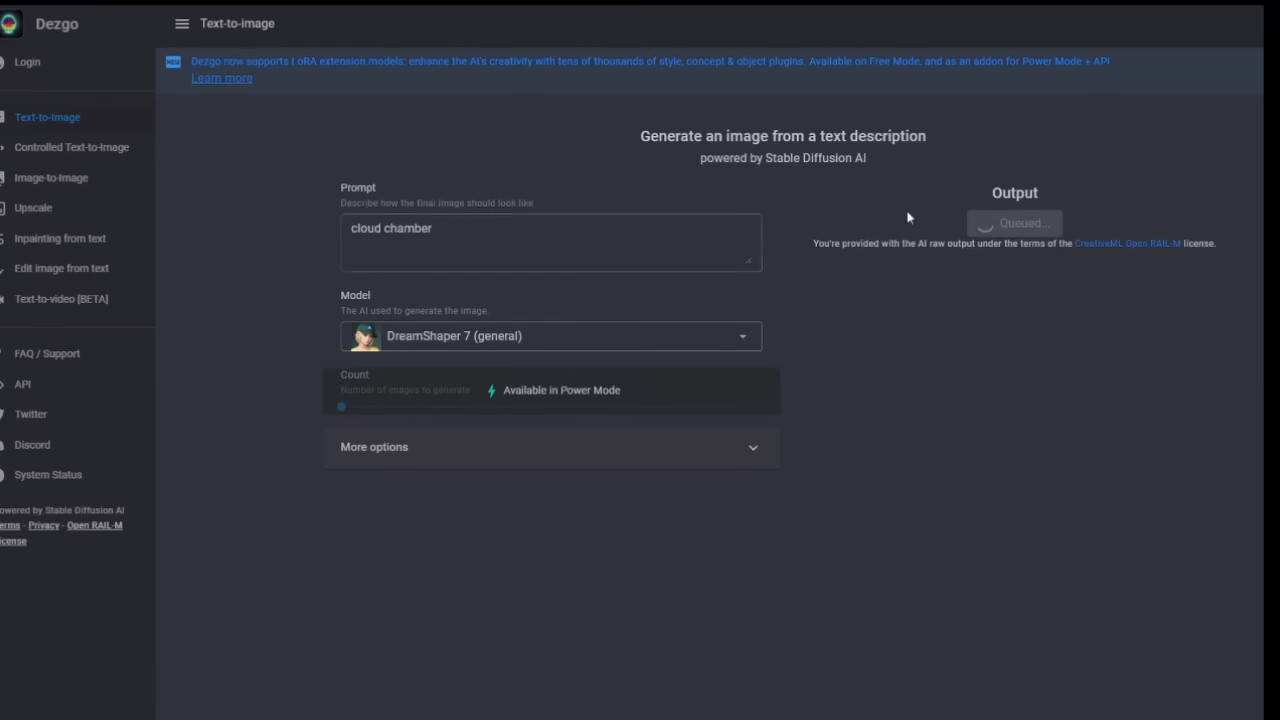 Dezgo
Text-to-image
Login
NEW Dezgo now supports LoRA extension models: enhance the AI's creativity with tens of thousands of style, concept & object plugins. Available on Free Mode, and as an addon for Power Mode + API
Learn more
Text-to-Image
Controlled Text-to-Image
Image-to-Image
Upscale
Inpainting from text
Edit image from text
Text-to-video [BETA]
FAQ / Support
API
Twitter
Discord
System Status
owered by Stable Diffusion AI
erms - Privacy - Open RAIL-M
icense
Generate an image from a text description
powered by Stable Diffusion AI
Prompt
Describe how the final image should look like
cloud chamber
Model
The AI used to generate the image.
DreamShaper 7 (general)
Count
Number of images to generate
Available in Power Mode
More options
Output
Queued...
You're provided with the AI raw output under the terms of the CreativeML Open RAIL-M license.